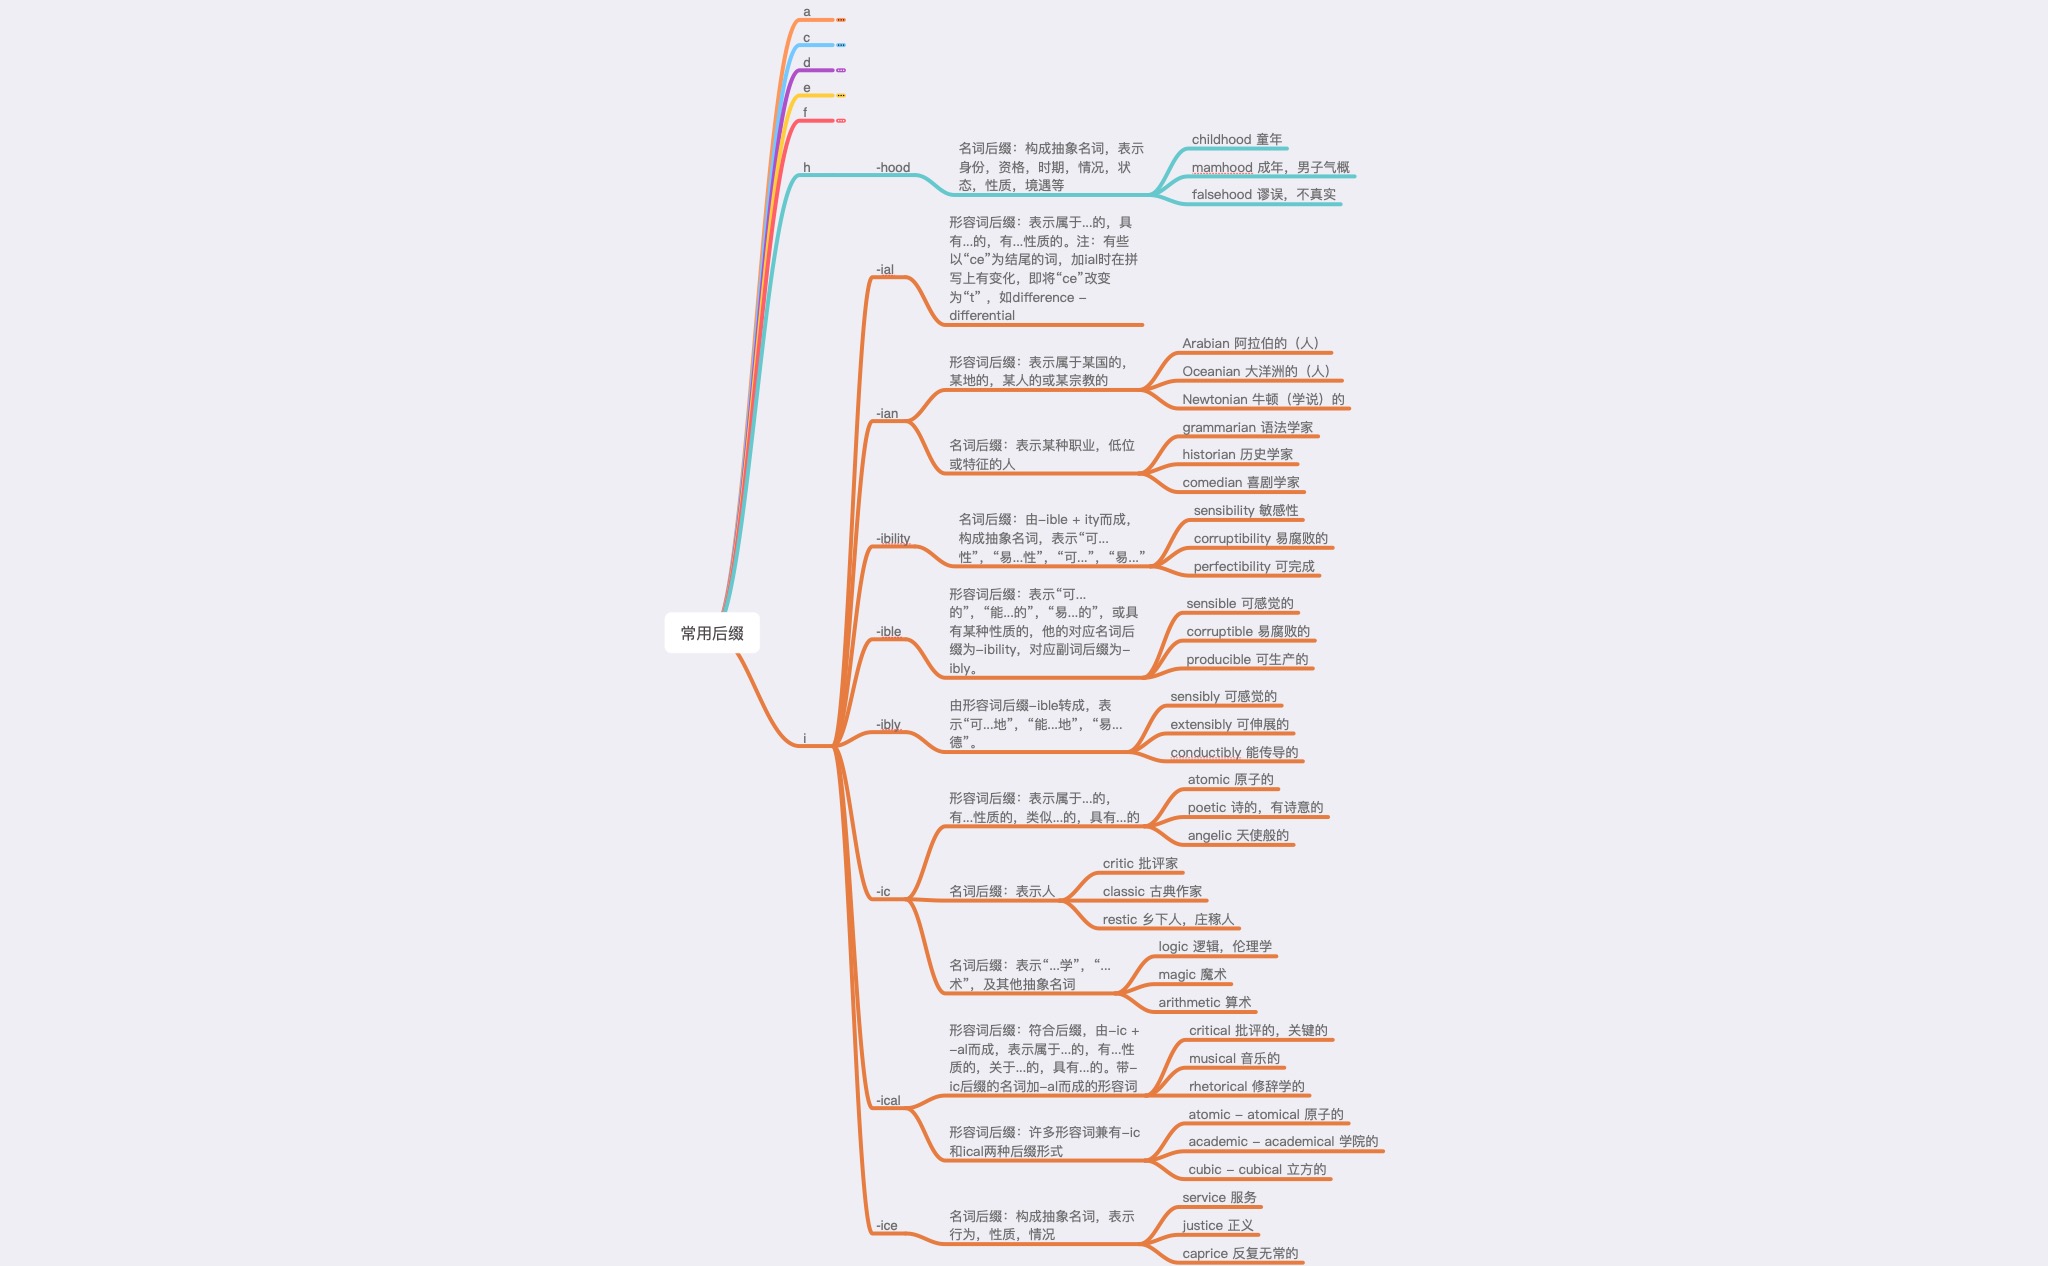 常用后缀
a
c
d
e
f
h
-hood
名词后缀：构成抽象名词，表示
身份，资格，时期，情况，状
态，性质，境遇等
childhood 童年
mamhood 成年，男子气概
falsehood 谬误，不真实
i
-ial
形容词后缀：表示属于...的，具
有...的，有...性质的。注：有些
以“ce”为结尾的词，加ial时在拼
写上有变化，即将“ce”改变
为“t” ，如difference -
differential
-ian
形容词后缀：表示属于某国的，
某地的，某人的或某宗教的
Arabian 阿拉伯的（人）
Oceanian 大洋洲的（人）
Newtonian 牛顿（学说）的
名词后缀：表示某种职业，低位
或特征的人
grammarian 语法学家
historian 历史学家
comedian 喜剧学家
-ibility
名词后缀：由-ible + ity而成，
构成抽象名词，表示“可...
性”，“易...性”，“可...”，“易...”
sensibility 敏感性
corruptibility 易腐败的
perfectibility 可完成
-ible
形容词后缀：表示“可...
的”，“能...的”，“易...的”，或具
有某种性质的，他的对应名词后
缀为-ibility，对应副词后缀为-
ibly。
sensible 可感觉的
corruptible 易腐败的
producible 可生产的
-ibly
由形容词后缀-ible转成，表
示“可...地”，“能...地”，“易...
德”。
sensibly 可感觉的
extensibly 可伸展的
conductibly 能传导的
-ic
形容词后缀：表示属于...的，
有...性质的，类似...的，具有...的
atomic 原子的
poetic 诗的，有诗意的
angelic 天使般的
名词后缀：表示人
critic 批评家
classic 古典作家
restic 乡下人，庄稼人
名词后缀：表示“...学”，“...
术”，及其他抽象名词
logic 逻辑，伦理学
magic 魔术
arithmetic 算术
-ical
形容词后缀：符合后缀，由-ic +
-al而成，表示属于...的，有...性
质的，关于...的，具有...的。带-
ic后缀的名词加-al而成的形容词
critical 批评的，关键的
musical 音乐的
rhetorical 修辞学的
形容词后缀：许多形容词兼有-ic
和ical两种后缀形式
atomic - atomical 原子的
academic - academical 学院的
cubic - cubical 立方的
-ice
名词后缀：构成抽象名词，表示
行为，性质，情况
service 服务
justice 正义
caprice 反复无常的